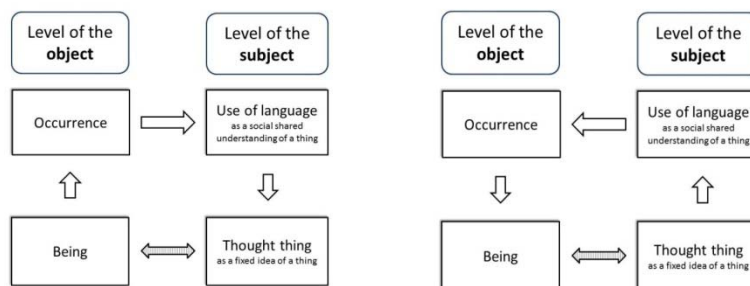 Level of the
object
Level of the
subject
Occurrence
Use of language
as a social shared
understanding of a thing
Being
Thought thing
as a fixed idea of a thing
Level of the
object
Level of the
subject
Occurrence
Use of language
as a social shared
understanding of a thing
Being
Thought thing
as a fixed idea of a thing